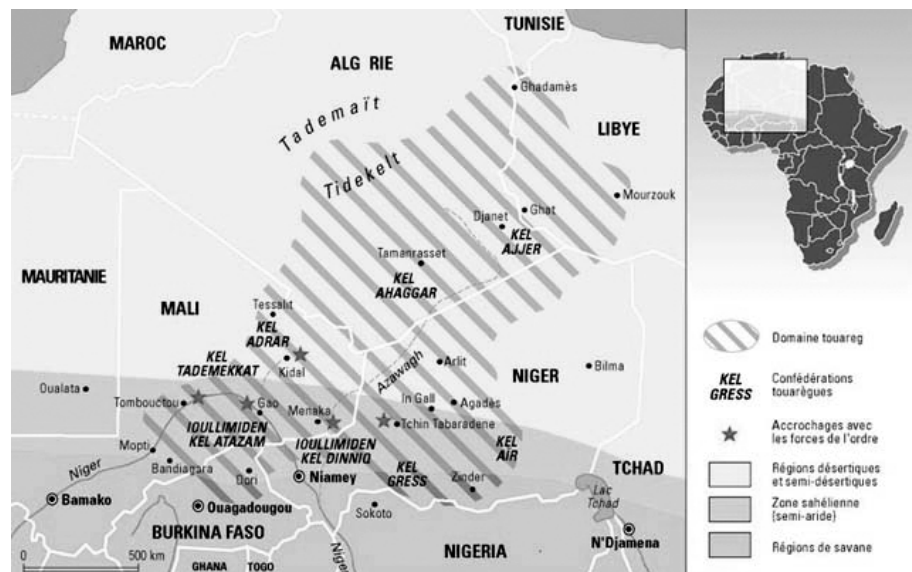 TUNISIE
MAROC
ALG RIE
Ghadamès
Tademaït
LIBYE
Tidekelt
Mourzouk
Ghat
Djanet
KEL
AJJER
Tamanrasset
KEL
AHAGGAR
MAURITANIE
MALI
Tessalit
KEL
ADRAR
KEL
TADEMEKKAT
Kidal
Azawagh
Arlit
NIGER
Bilma
Oualata
Tombouctou
Gao
Menaka
In Gall
Agadès
Tchin Tabaradene
IOULLIMIDEN
KEL ATAZAM
IOULLIMIDEN
KEL DINNIQ
KEL
AIR
Mopti
Niger
Bandiagara
Dori
Niamey
KEL
GRESS
Zinder
TCHAD
Lac
Tchad
Bamako
Ouagadougou
Sokoto
BURKINA FASO
Niger
NIGERIA
N'Djamena
0
500 km
GHANA
TOGO
Domaine touareg
KEL
GRESS
Confédérations
touarègues
Accrochages avec
les forces de l'ordre
Régions désertiques
et semi-désertiques
Zone sahélienne
(semi-aride)
Régions de savane